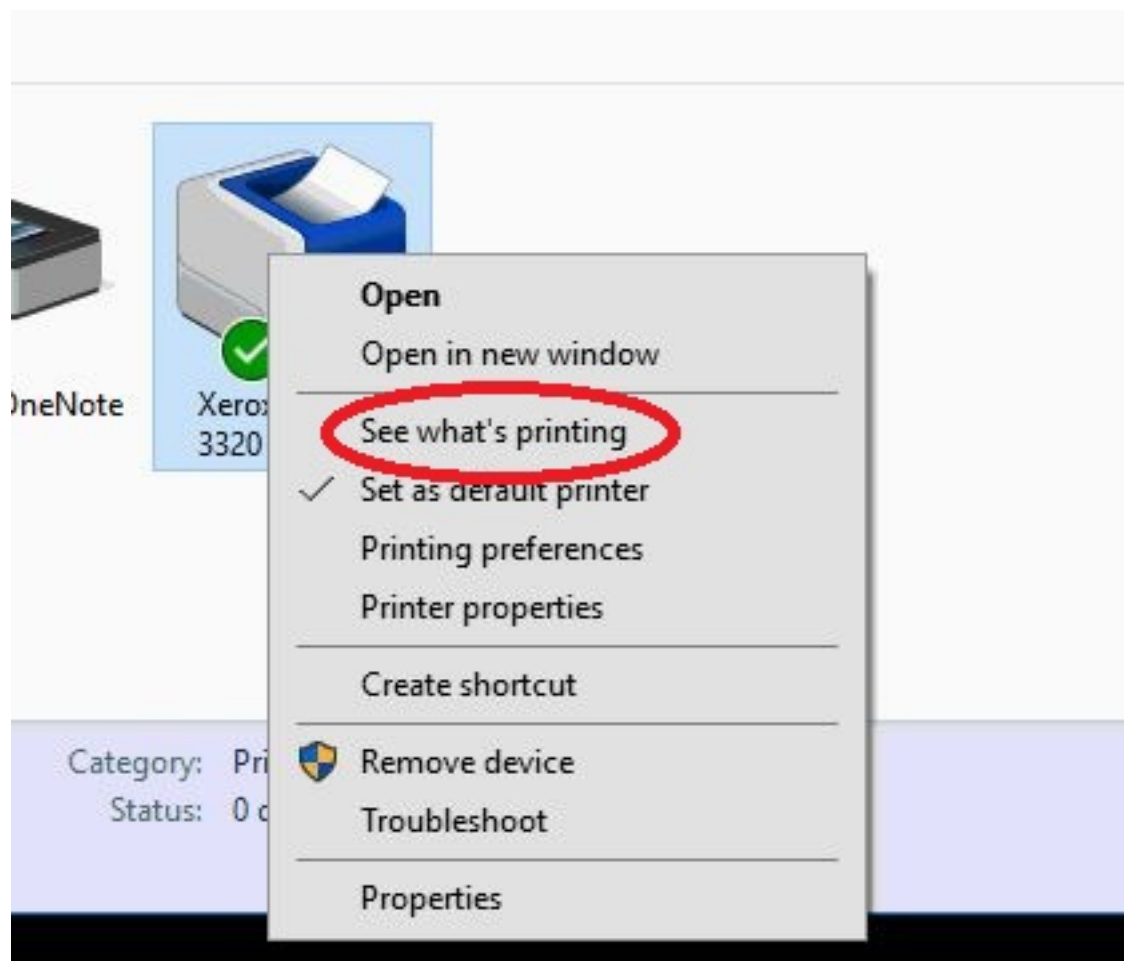 Open
Open in new window
OneNote
3320
See what's printing
Set as default printer
Printing preferences
Printer properties
Create shortcut
Category:
Status: 0
Remove device
Troubleshoot
Properties